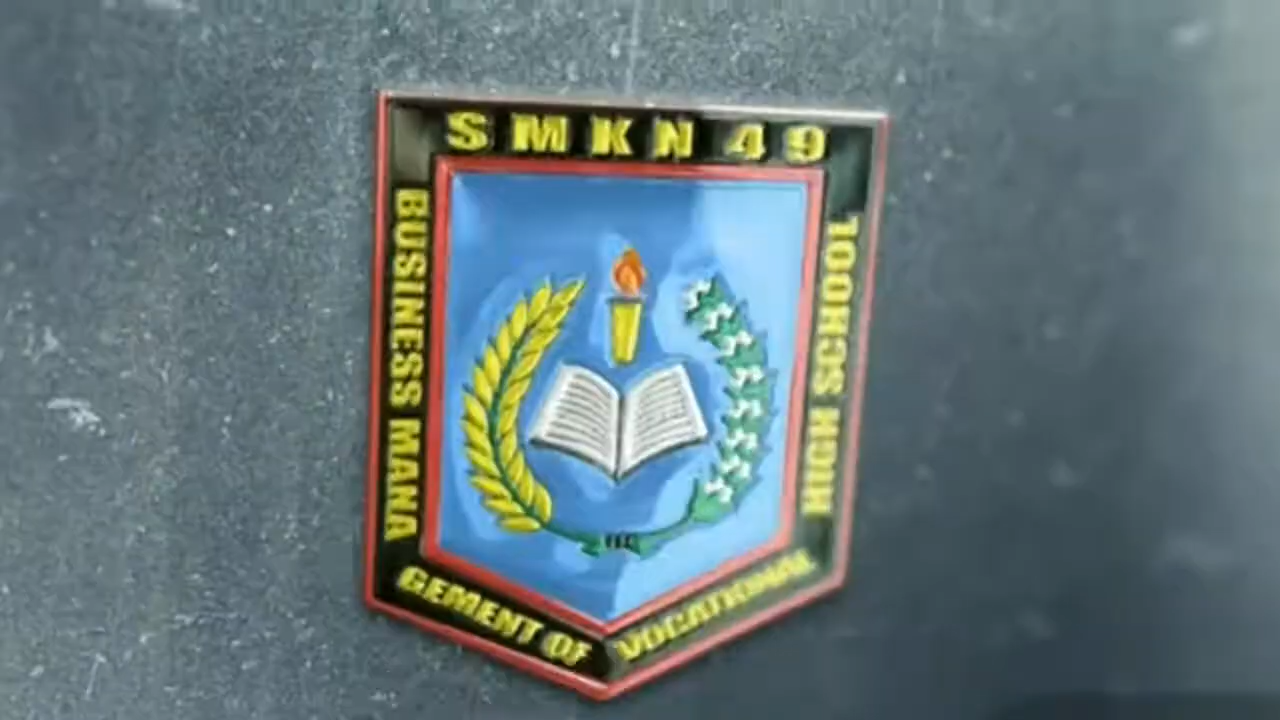 SMKN 49
BUSINESS MANA
GEMENT OF
VOCATIONAL
HIGH SCHOOL